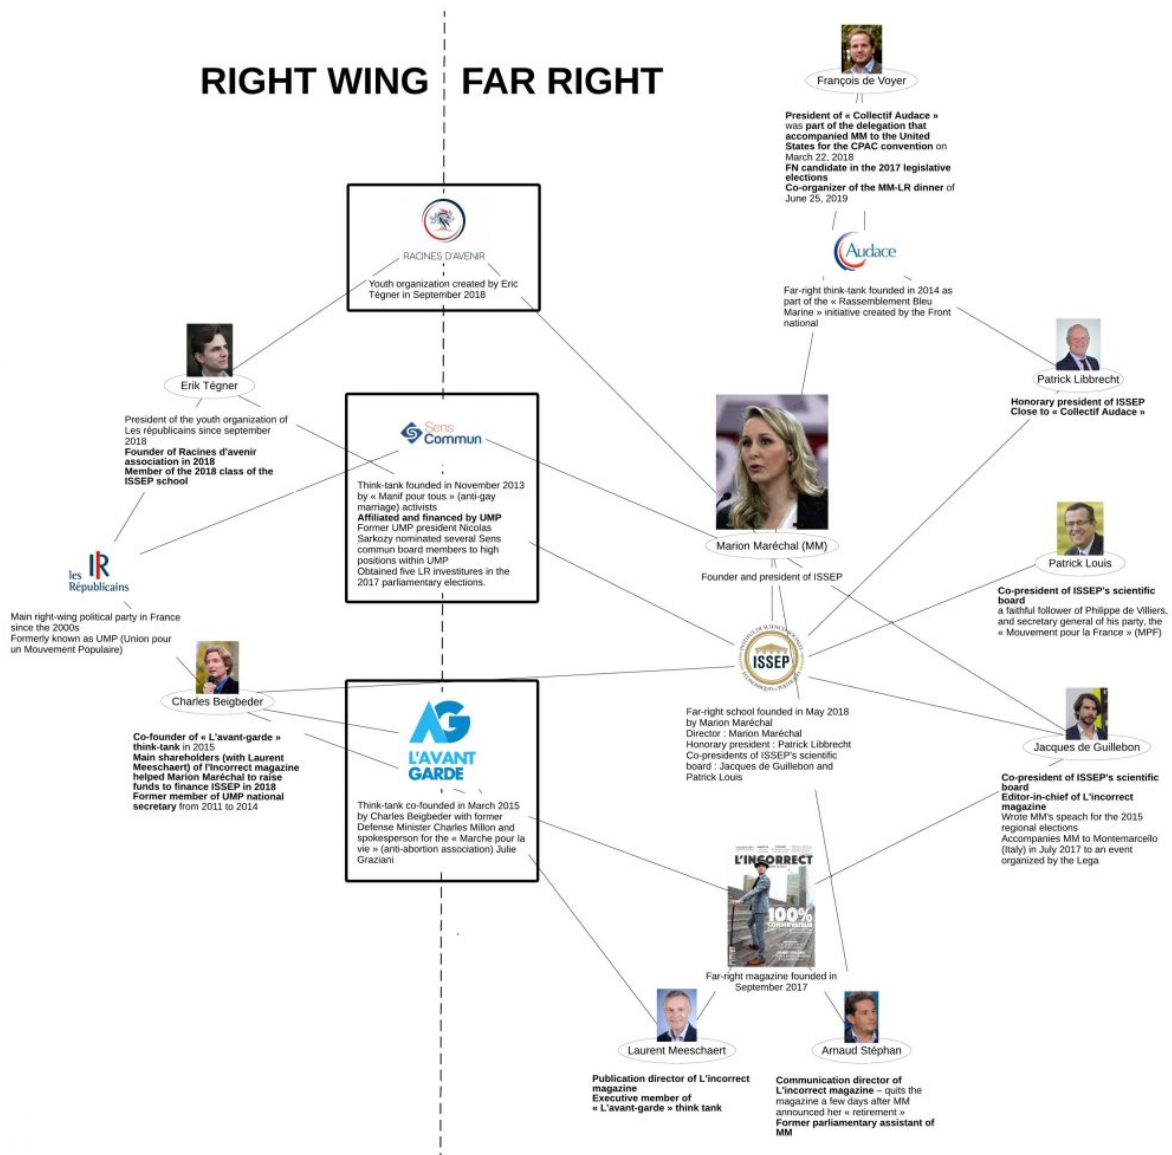 RIGHT WING
FAR RIGHT
François de Voyer
President of « Collectif Audace »
was part of the delegation that
accompanied MM to the United
States for the CPAC convention on
March 22, 2018
FN candidate in the 2017 legislative
elections
Co-organizer of the MM-LR dinner of
June 25, 2019
Audace
Far-right think-tank founded in 2014 as
part of the « Rassemblement Bleu
Marine » initiative created by the Front
national
RACINES D'AVENIR
Youth organization created by Eric
Tégner in September 2018
Erik Tégner
President of the youth organization of
Les républicains since september
2018
Founder of Racines d'avenir
association in 2018
Member of the 2018 class of the
ISSEP school
Patrick Libbrecht
Honorary president of ISSEP
Close to « Collectif Audace »
Sens
Commun
Think-tank founded in November 2013
by « Manif pour tous » (anti-gay
marriage) activists
Affiliated and financed by UMP
Former UMP president Nicolas
Sarkozy nominated several Sens
commun board members to high
positions within UMP
Obtained five LR investitures in the
2017 parliamentary elections.
Marion Maréchal (MM)
Founder and president of ISSEP
Patrick Louis
Co-president of ISSEP's scientific
board
a faithful follower of Philippe de Villiers,
and secretary general of his party, the
« Mouvement pour la France » (MPF)
les
Républicains
Main right-wing political party in France
since the 2000s
Formerly known as UMP (Union pour
un Mouvement Populaire)
ISSEP
Far-right school founded in May 2018
by Marion Maréchal
Director : Marion Maréchal
Honorary president : Patrick Libbrecht
Co-presidents of ISSEP's scientific
board : Jacques de Guillebon and
Patrick Louis
Charles Beigbeder
Co-founder of « L'avant-garde »
think-tank in 2015
Main shareholders (with Laurent
Meeschaert) of l'Incorrect magazine
helped Marion Maréchal to raise
funds to finance ISSEP in 2018
Former member of UMP national
secretary from 2011 to 2014
AG
L'AVANT
GARDE
Think-tank co-founded in March 2015
by Charles Beigbeder with former
Defense Minister Charles Millon and
spokesperson for the « Marche pour la
vie » (anti-abortion association) Julie
Graziani
Jacques de Guillebon
Co-president of ISSEP's scientific
board
Editor-in-chief of L'incorrect
magazine
Wrote MM's speach for the 2015
regional elections
Accompanies MM to Montemarcello
(Italy) in July 2017 to an event
organized by the Lega
L'INCORRECT
100%
CONSERVATEUR
Far-right magazine founded in
September 2017
Laurent Meeschaert
Publication director of L'incorrect
magazine
Executive member of
« L'avant-garde » think tank
Arnaud Stéphan
Communication director of
L'incorrect magazine – quits the
magazine a few days after MM
announced her « retirement »
Former parliamentary assistant of
MM